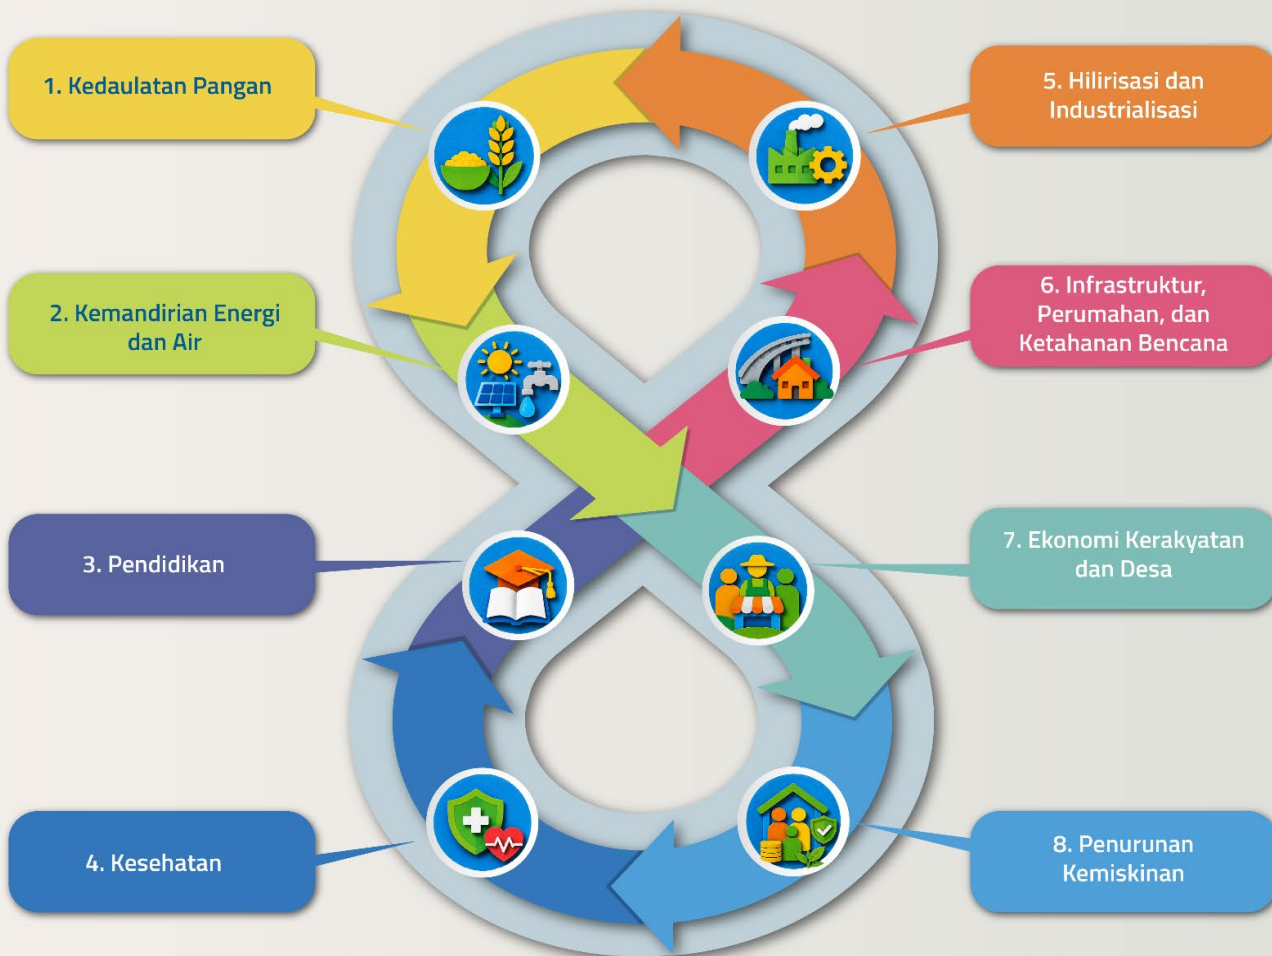 1. Kedaulatan Pangan
2. Kemandirian Energi
dan Air
3. Pendidikan
4. Kesehatan
5. Hilirisasi dan
Industrialisasi
6. Infrastruktur,
Perumahan, dan
Ketahanan Bencana
7. Ekonomi Kerakyatan
dan Desa
8. Penurunan
Kemiskinan